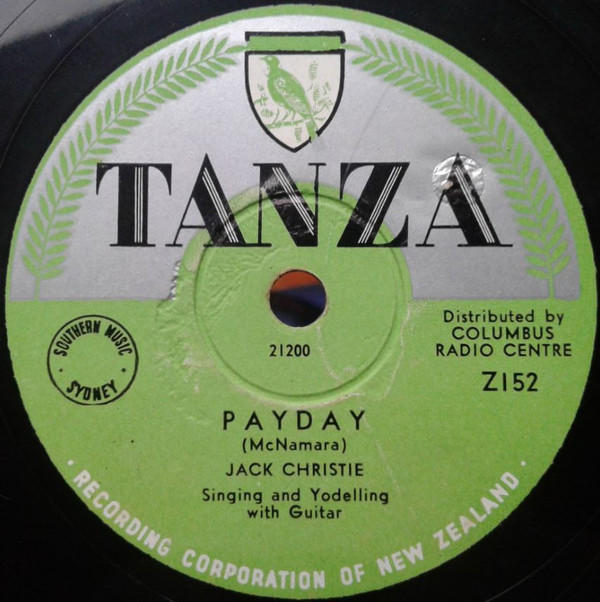 TANZA
21200
SOUTHERN MUSIC
· SYDNEY ·
Distributed by
COLUMBUS
RADIO CENTRE
Z152
PAYDAY
(McNamara)
JACK CHRISTIE
Singing and Yodelling
with Guitar
· RECORDING CORPORATION OF NEW ZEALAND ·